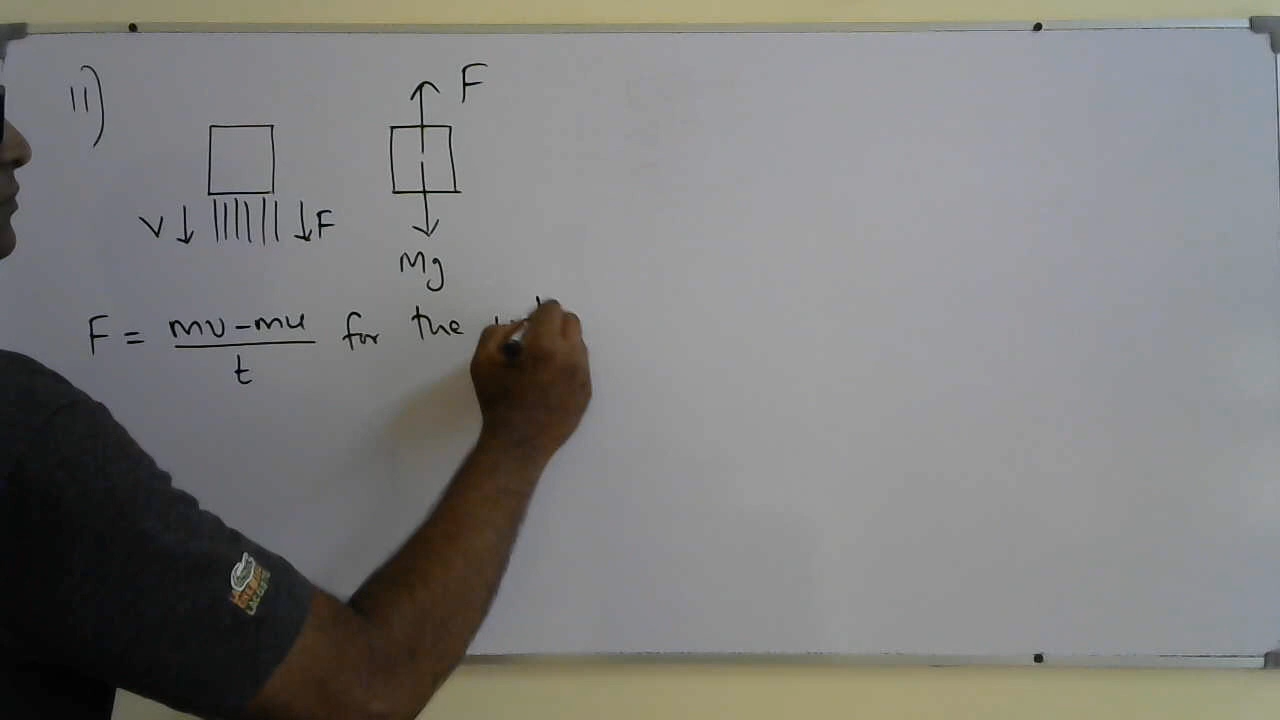 11)
F
V
F
Mg
F = mv-mu / t for the